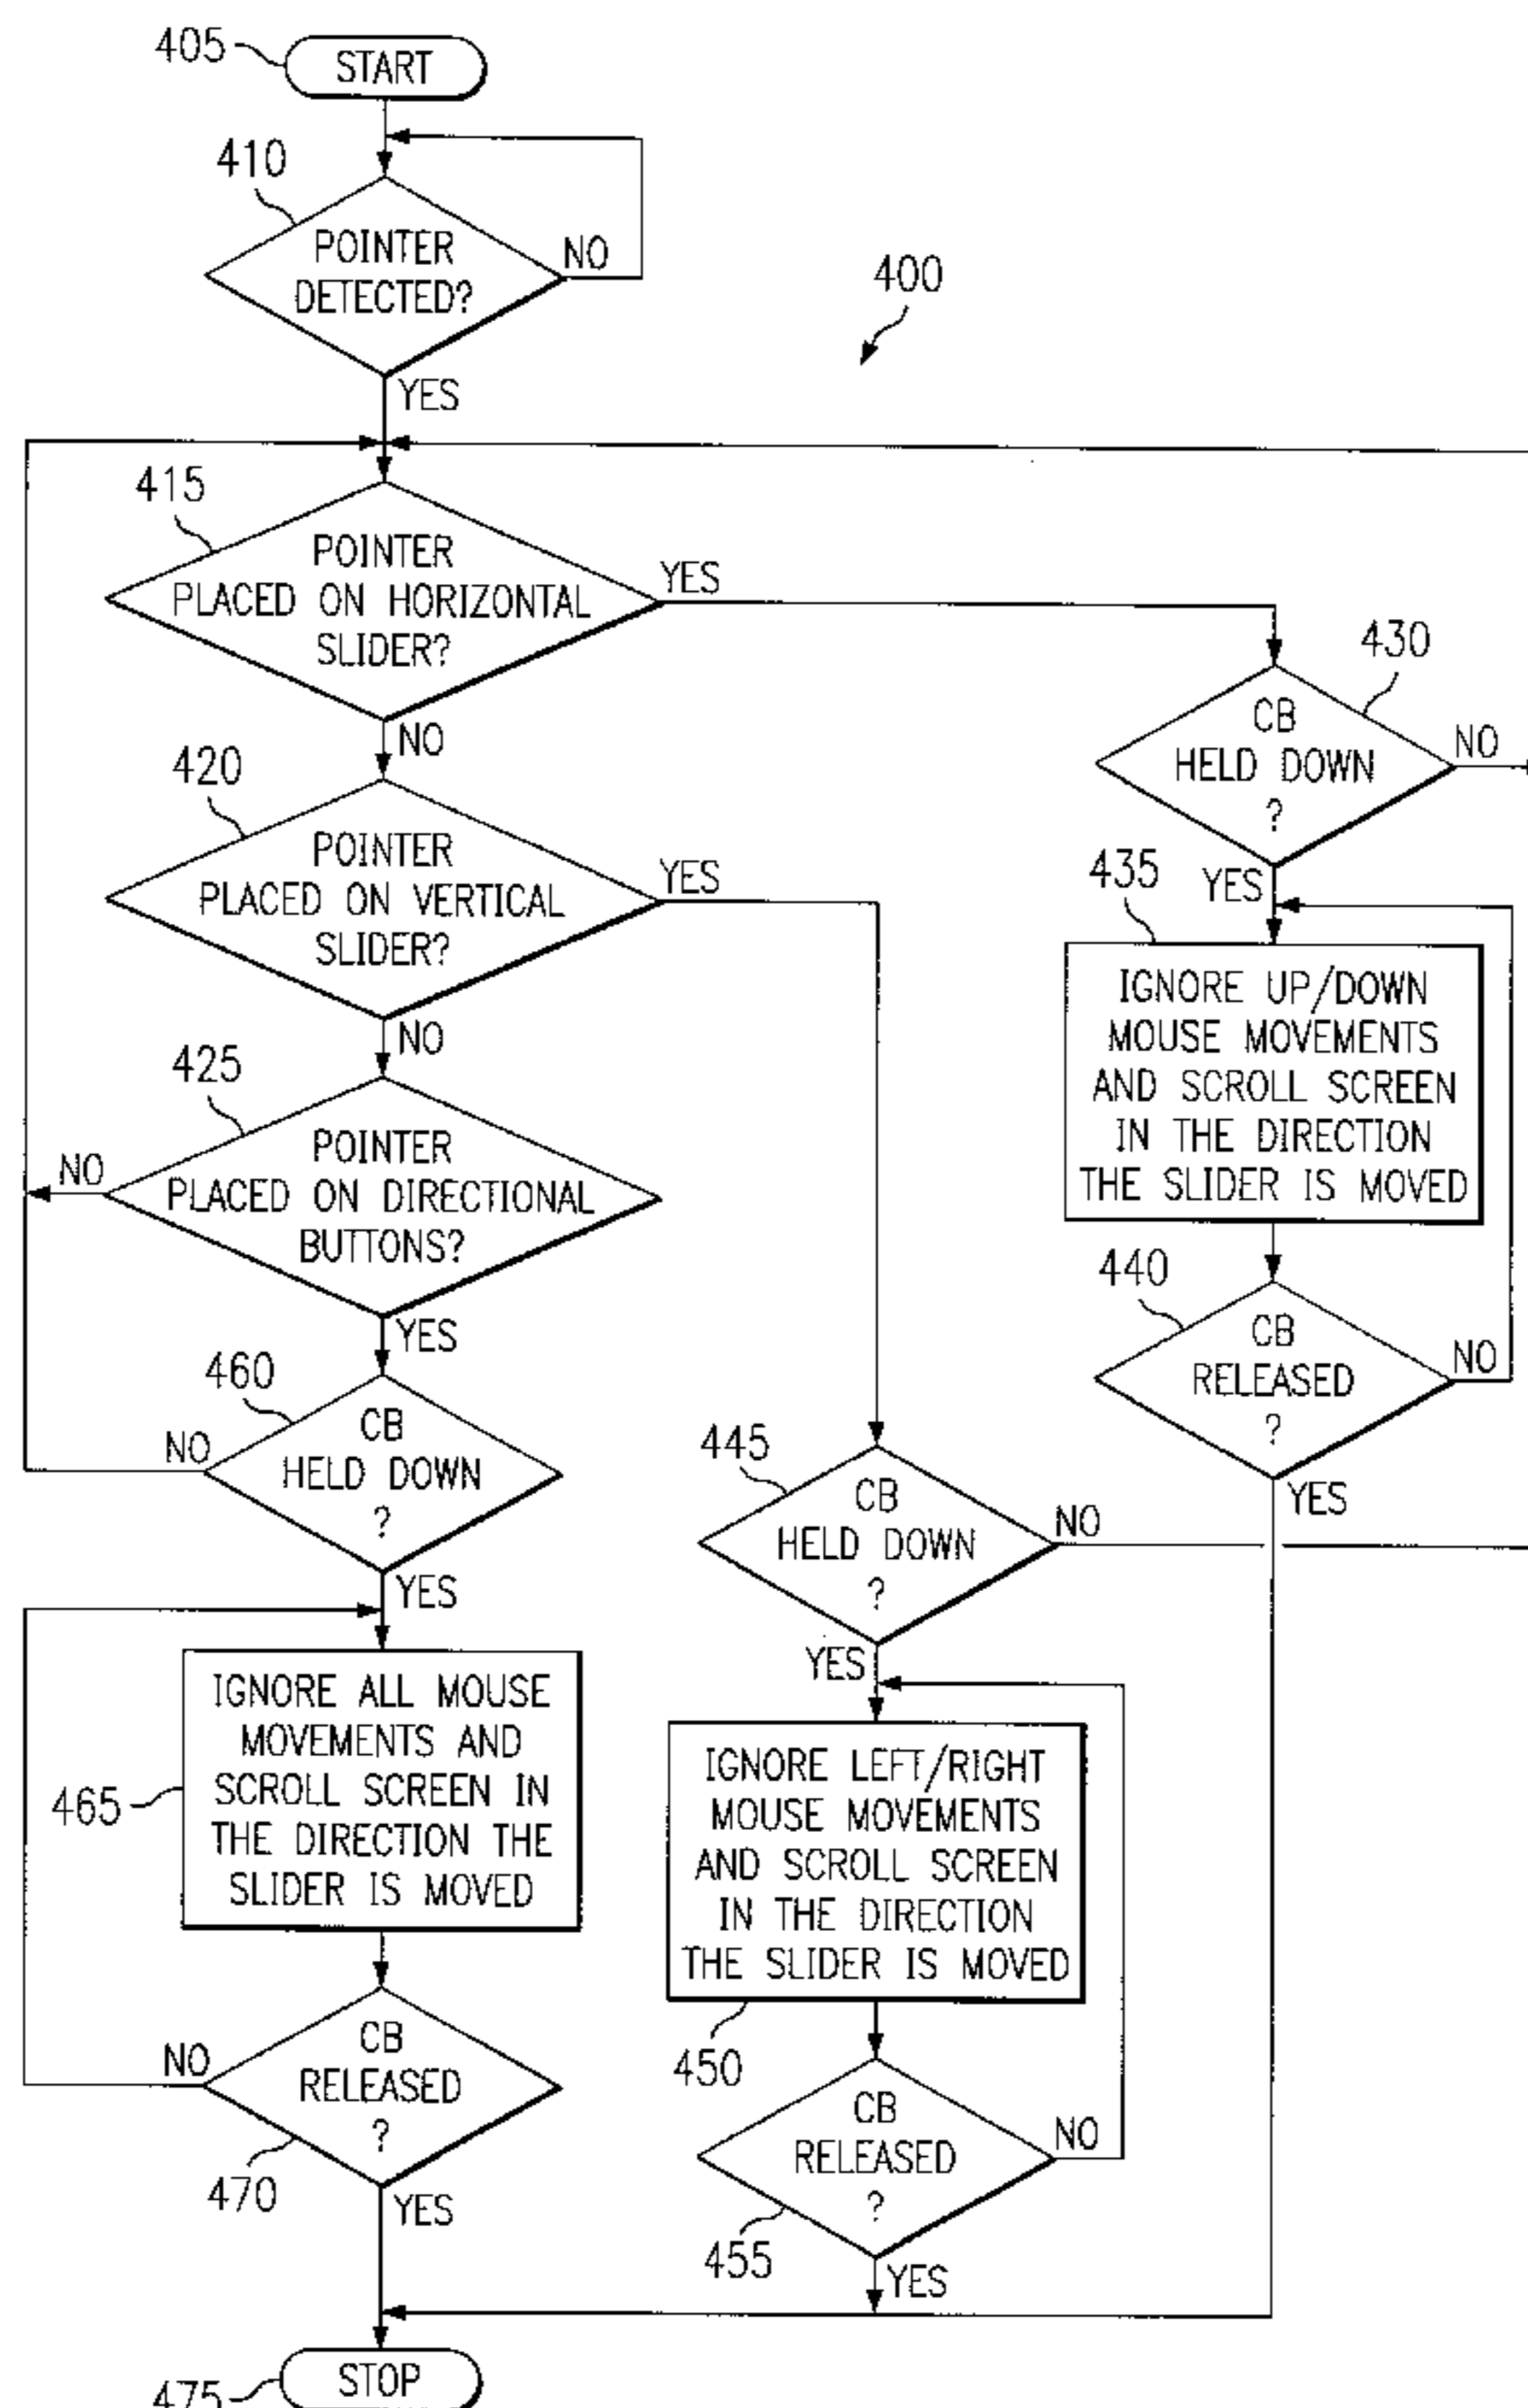 405
START
410
POINTER
DETECTED?
NO
400
YES
415
POINTER
PLACED ON HORIZONTAL
SLIDER?
YES
NO
430
CB
HELD DOWN
?
NO
YES
420
POINTER
PLACED ON VERTICAL
SLIDER?
YES
NO
435
IGNORE UP/DOWN
MOUSE MOVEMENTS
AND SCROLL SCREEN
IN THE DIRECTION
THE SLIDER IS MOVED
425
POINTER
PLACED ON DIRECTIONAL
BUTTONS?
NO
YES
440
CB
RELEASED
?
NO
YES
460
CB
HELD DOWN
?
NO
YES
445
CB
HELD DOWN
?
NO
YES
465
IGNORE ALL MOUSE
MOVEMENTS AND
SCROLL SCREEN IN
THE DIRECTION THE
SLIDER IS MOVED
IGNORE LEFT/RIGHT
MOUSE MOVEMENTS
AND SCROLL SCREEN
IN THE DIRECTION
THE SLIDER IS MOVED
450
CB
RELEASED
?
NO
470
YES
CB
RELEASED
?
NO
455
YES
STOP
475